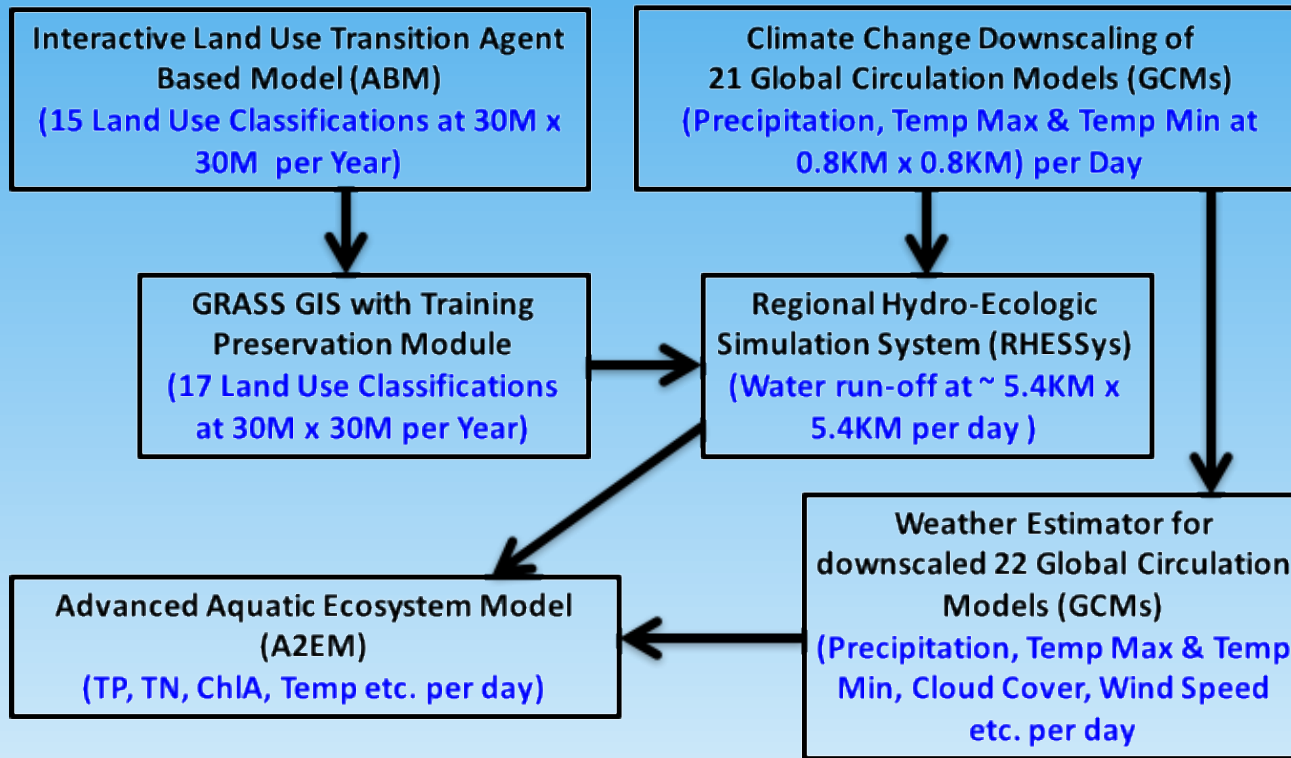 Interactive Land Use Transition Agent
Based Model (ABM)
(15 Land Use Classifications at 30M x
30M per Year)
Climate Change Downscaling of
21 Global Circulation Models (GCMs)
(Precipitation, Temp Max & Temp Min at
0.8KM x 0.8KM) per Day
GRASS GIS with Training
Preservation Module
(17 Land Use Classifications
at 30M x 30M per Year)
Regional Hydro-Ecologic
Simulation System (RHESSys)
(Water run-off at ~ 5.4KM x
5.4KM per day )
Weather Estimator for
downscaled 22 Global Circulation
Models (GCMs)
(Precipitation, Temp Max & Temp
Min, Cloud Cover, Wind Speed
etc. per day
Advanced Aquatic Ecosystem Model
(A2EM)
(TP, TN, ChlA, Temp etc. per day)